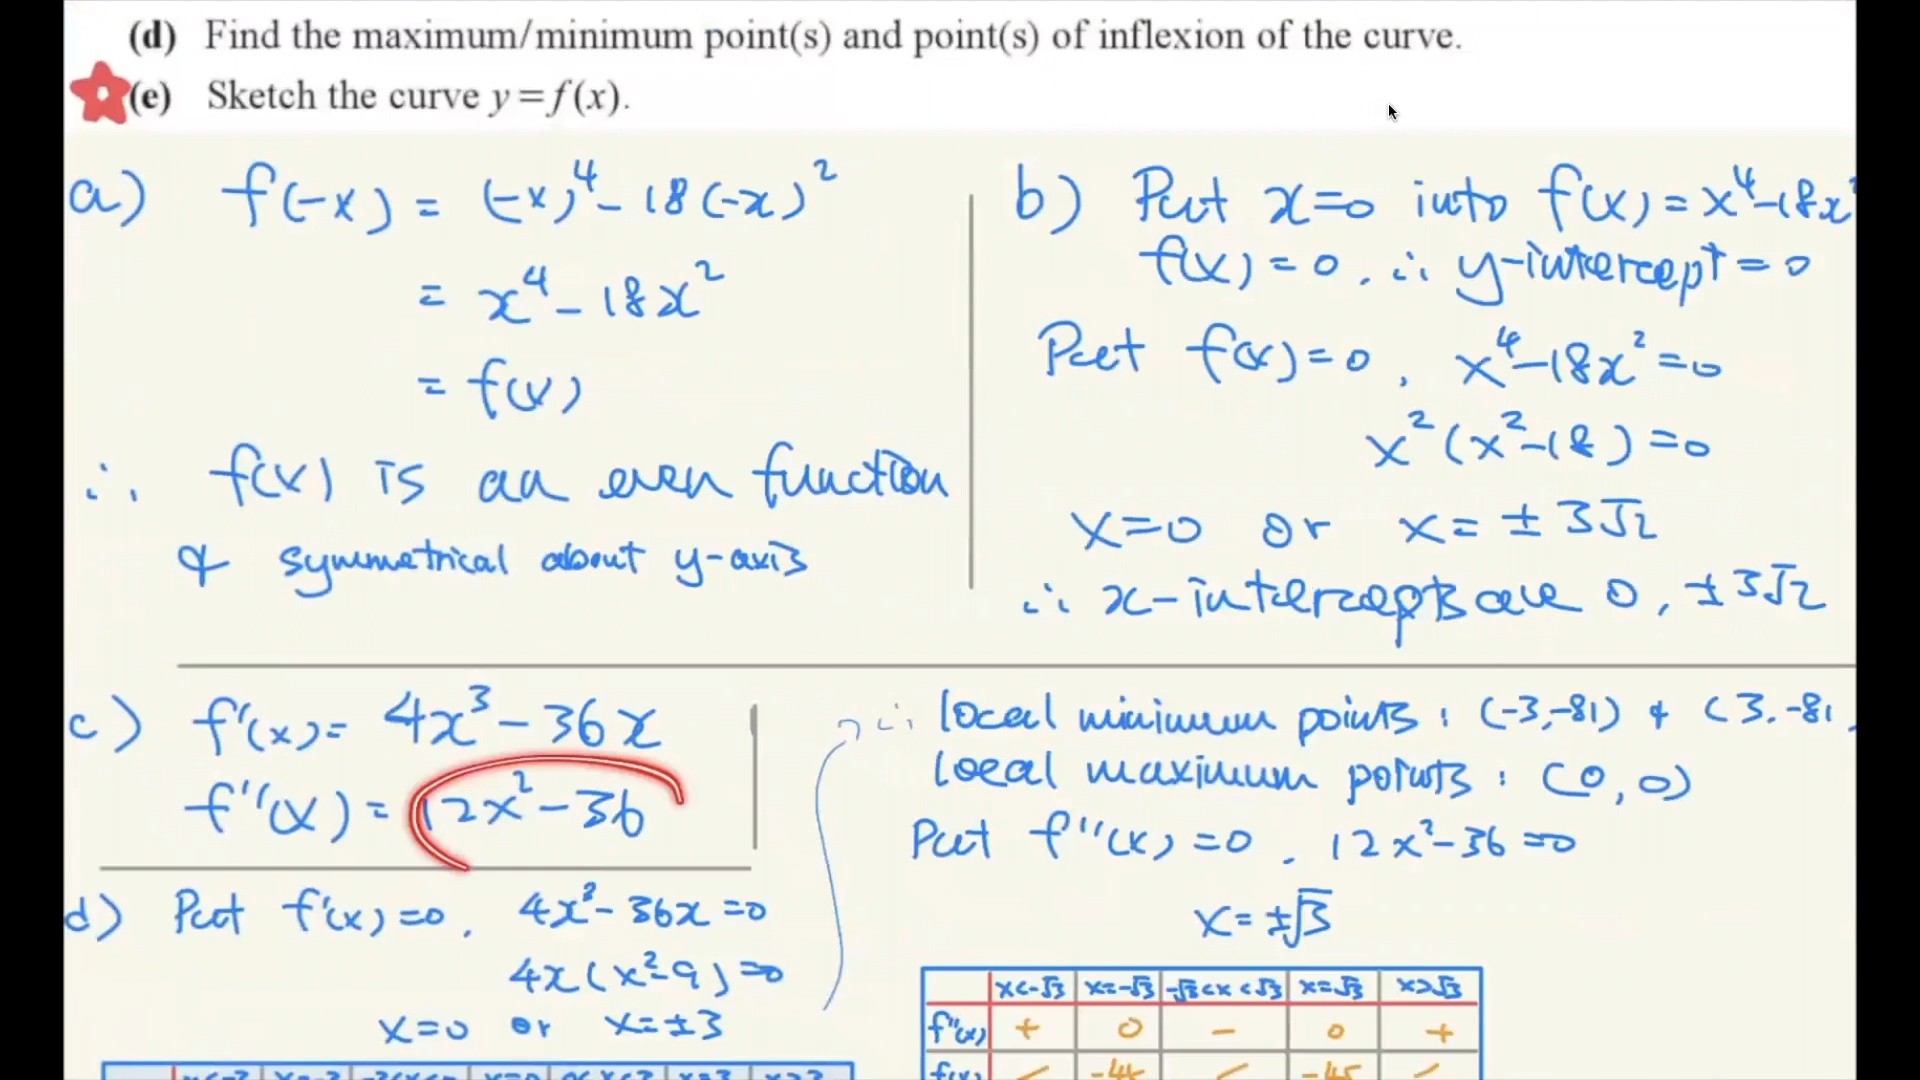 (d) Find the maximum/minimum point(s) and point(s) of inflexion of the curve.
(e) Sketch the curve y=f(x).
a) f(-x) = (-x)⁴-18(-x)²
= x⁴-18x²
= f(x)
∴ f(x) is an even function
& symmetrical about y-axis
b) Put x=0 into f(x)=x⁴-18x²
f(x)=0, ∴ y-intercept=0
Put f(x)=0, x⁴-18x²=0
x²(x²-18)=0
x=0 or x=±3√2
∴ x-intercepts are 0, ±3√2
c) f'(x)= 4x³-36x
f''(x)= 12x²-36
d) Put f'(x)=0, 4x³-36x=0
4x(x²-9)=0
x=0 or x=±3
∴ local minimum points: (-3,-81) & (3,-81
local maximum points: (0,0)
Put f''(x)=0, 12x²-36=0
x=±√3
x<-√3 x=-√3 -√3<x<√3 x=√3 x>√3
f''(x) + 0 - 0 +
f(x) -45 -45